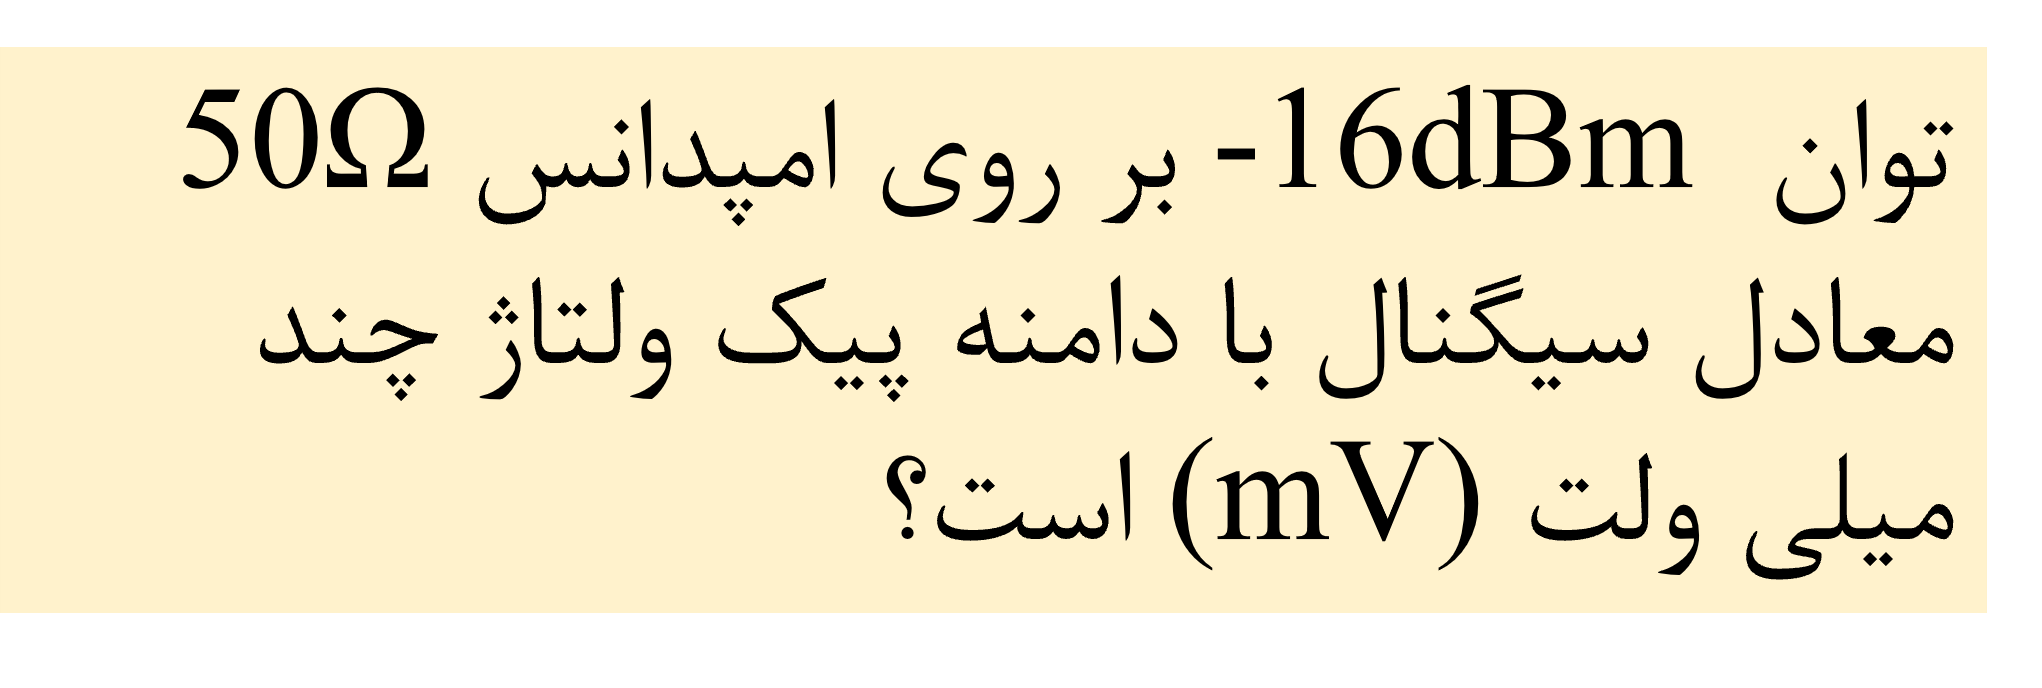 توان -16dBm بر روی امپدانس 50Ω
معادل سیگنال با دامنه پیک ولتاژ چند
میلی ولت (mV) است؟